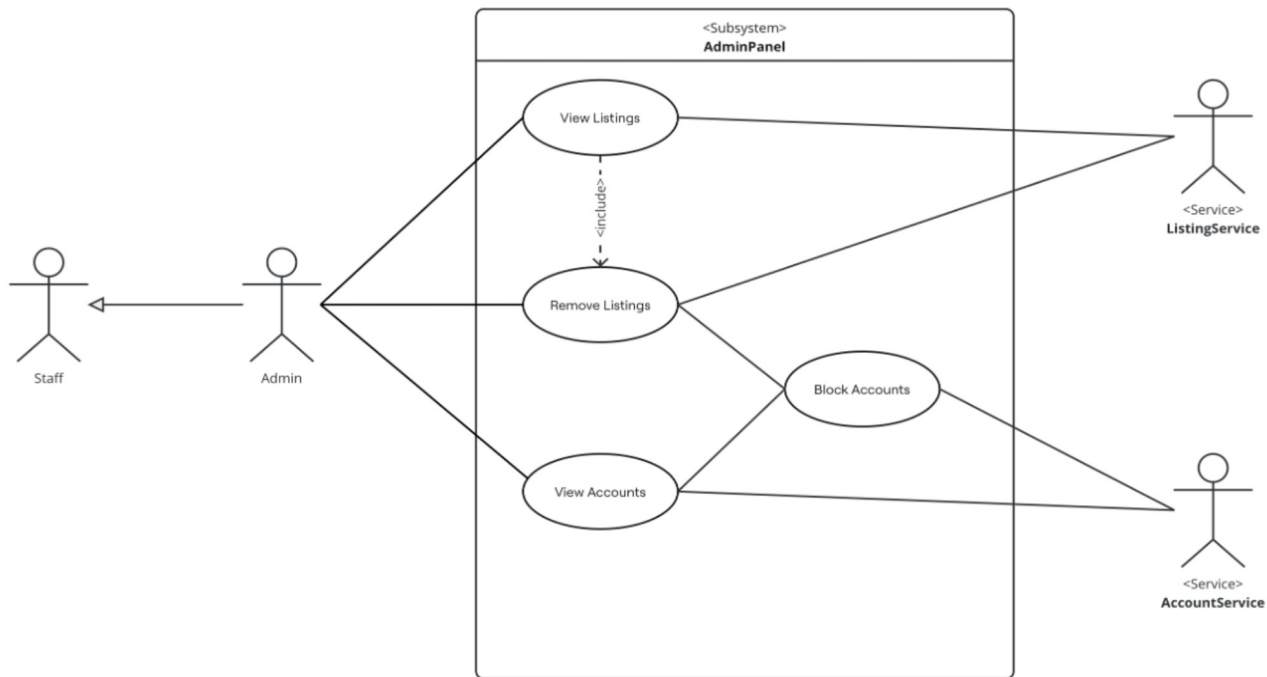 <Subsystem>
AdminPanel
View Listings
<include>
<Service>
ListingService
Remove Listings
Staff
Admin
Block Accounts
View Accounts
<Service>
AccountService